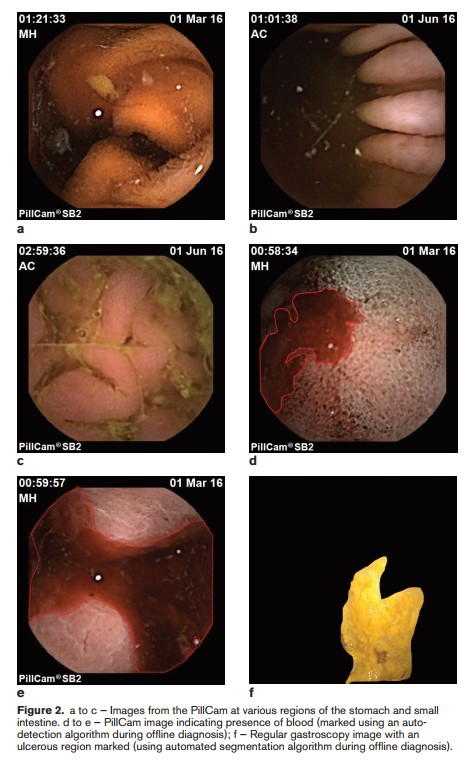 01:21:33 01 Mar 16
MH
PillCam®SB2
a
01:01:38 01 Jun 16
AC
PillCam®SB2
b
02:59:36 01 Jun 16
AC
PillCam®SB2
c
00:58:34 01 Mar 16
MH
PillCam®SB2
d
00:59:57 01 Mar 16
MH
PillCam®SB2
e
f
Figure 2. a to c – Images from the PillCam at various regions of the stomach and small
intestine. d to e – PillCam image indicating presence of blood (marked using an auto-
detection algorithm during offline diagnosis); f – Regular gastroscopy image with an
ulcerous region marked (using automated segmentation algorithm during offline diagnosis).